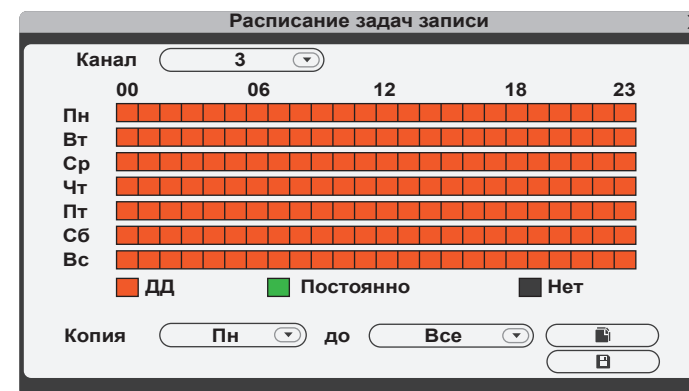 Расписание задач записи
Канал 3
00 06 12 18 23
Пн
Вт
Ср
Чт
Пт
Сб
Вс
ДД Постоянно Нет
Копия Пн до Все